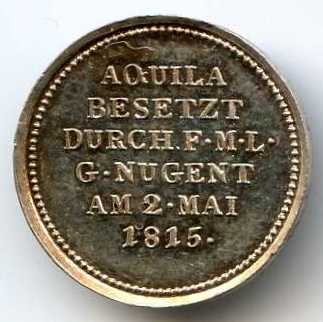 AQUILA
BESETZT
DURCH·F·M·L·
G·NUGENT
AM 2·MAI
1815·